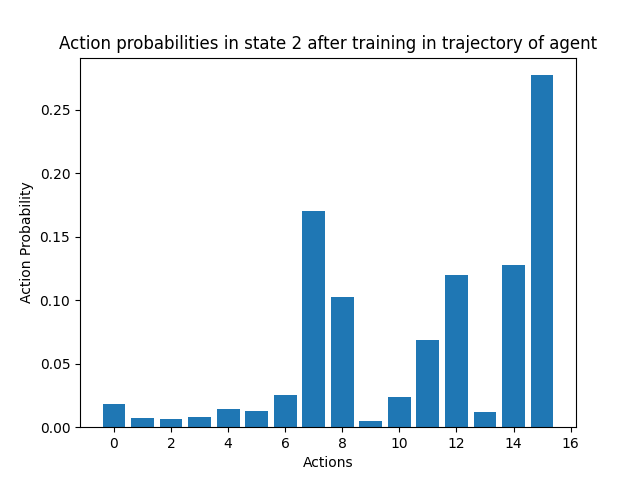 Action probabilities in state 2 after training in trajectory of agent
Action Probability
0.25
0.20
0.15
0.10
0.05
0.00
0 2 4 6 8 10 12 14 16
Actions